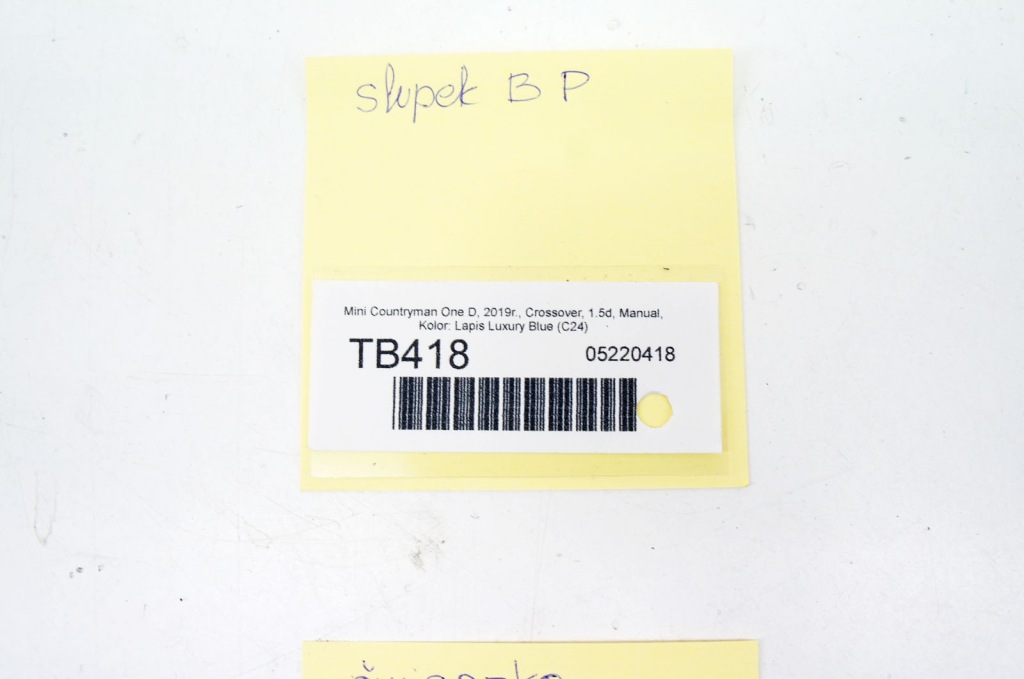 słupek B P
Mini Countryman One D, 2019r., Crossover, 1.5d, Manual,
Kolor: Lapis Luxury Blue (C24)
TB418 05220418